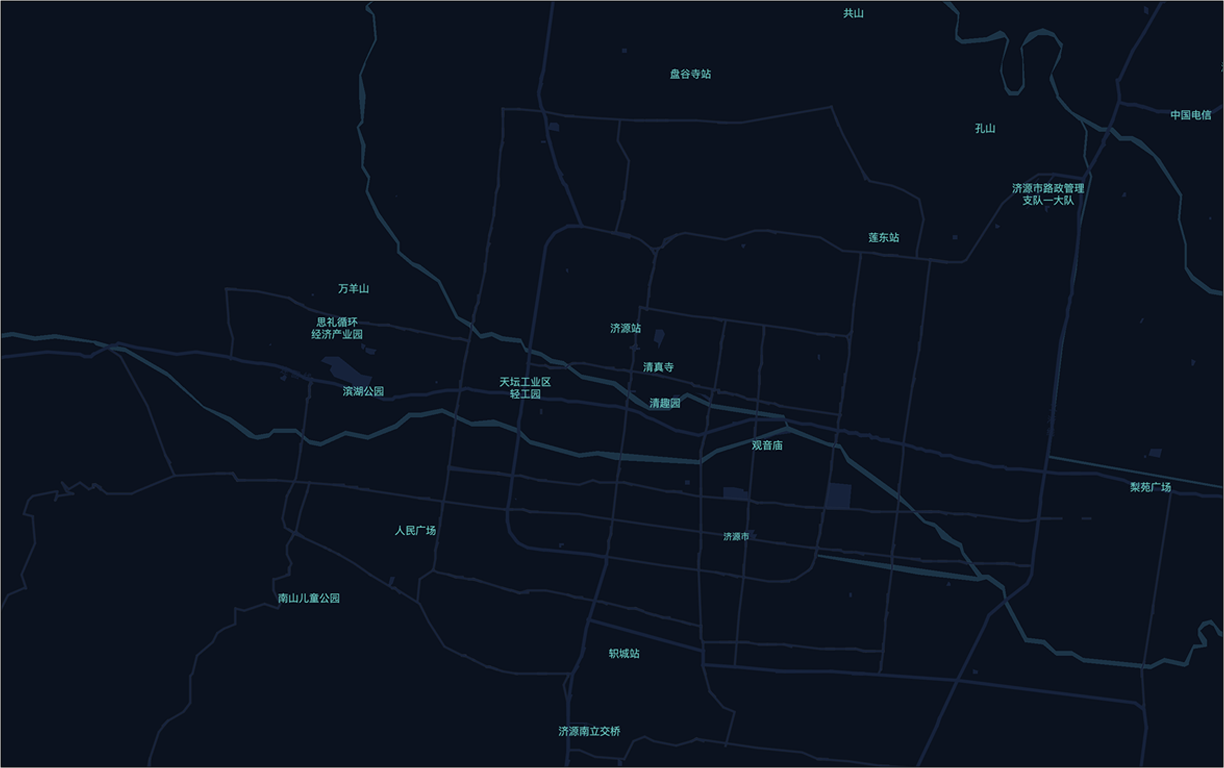 共山
盘谷寺站
中国电信
孔山
济源市路政管理
支队一大队
莲东站
万羊山
思礼循环
经济产业园
济源站
清真寺
天坛工业区
轻工园
滨湖公园
清趣园
观音庙
梨苑广场
人民广场
济源市
南山儿童公园
轵城站
济源南立交桥